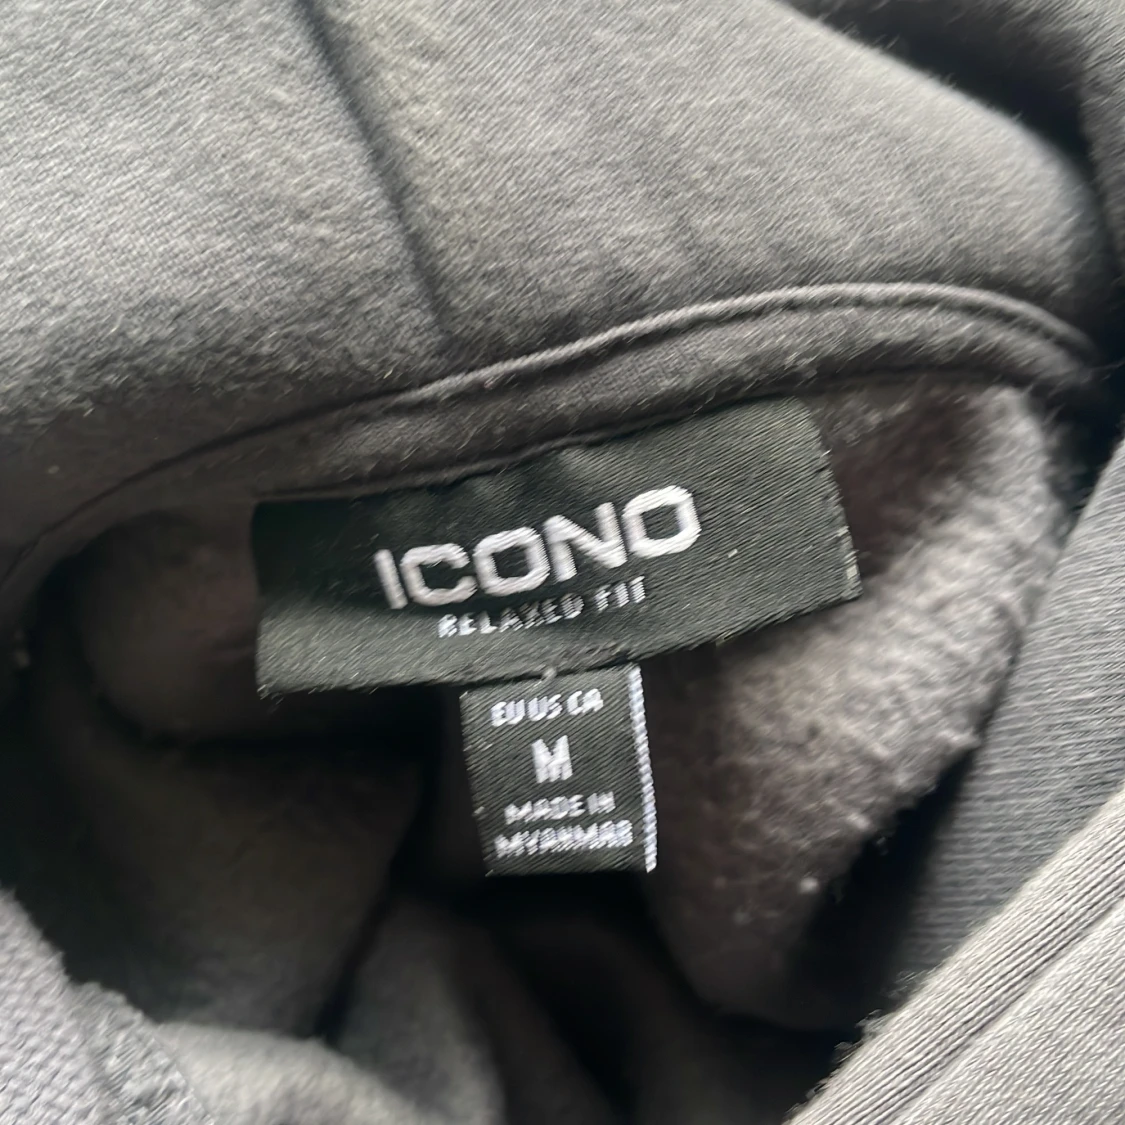 ICONO
RELAXED FIT
EU US CA
M
MADE IN
MYANMAR